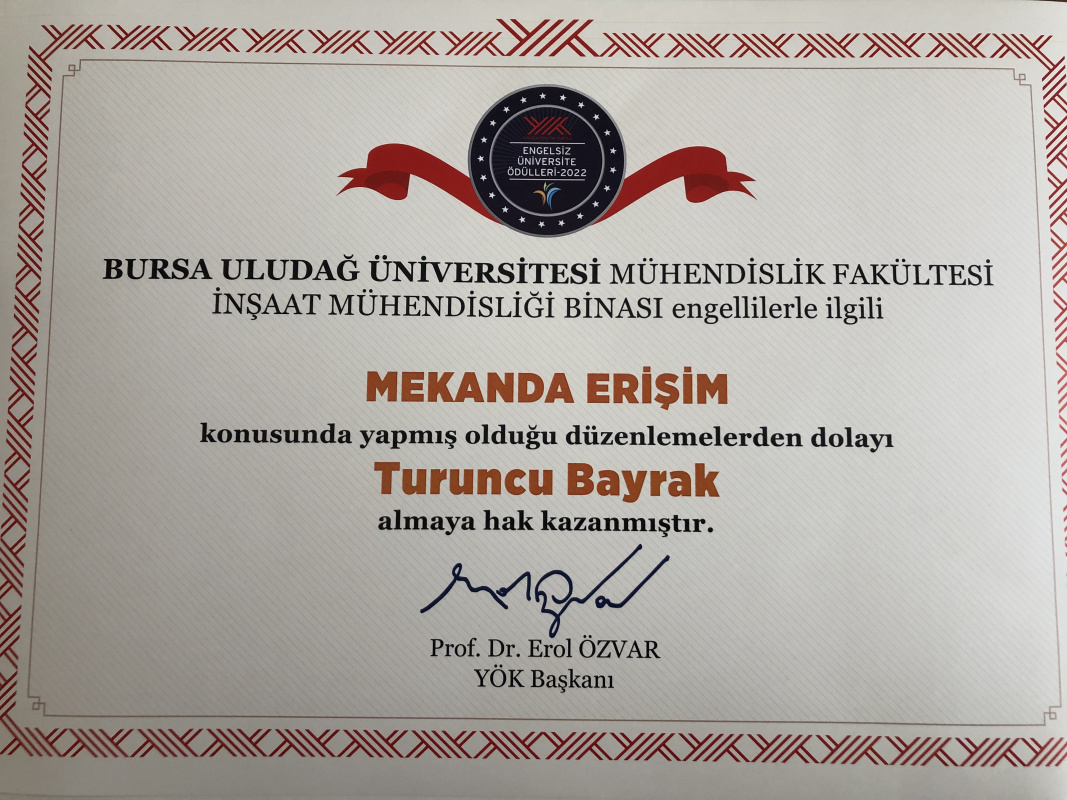 YÖK
ENGELSİZ
ÜNİVERSİTE
ÖDÜLLERİ-2022
BURSA ULUDAĞ ÜNİVERSİTESİ MÜHENDİSLİK FAKÜLTESİ
İNŞAAT MÜHENDİSLİĞİ BİNASI engellilerle ilgili
MEKANDA ERİŞİM
konusunda yapmış olduğu düzenlemelerden dolayı
Turuncu Bayrak
almaya hak kazanmıştır.
Prof. Dr. Erol ÖZVAR
YÖK Başkanı